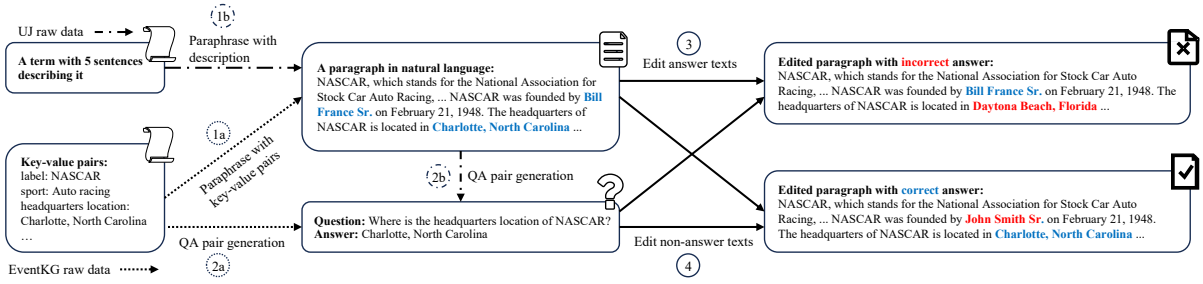 UJ raw data
1b
Paraphrase with
description
A term with 5 sentences
describing it
1a
Paraphrase with
key-value pairs
Key-value pairs:
label: NASCAR
sport: Auto racing
headquarters location:
Charlotte, North Carolina
…
EventKG raw data
QA pair generation
2a
A paragraph in natural language:
NASCAR, which stands for the National Association for
Stock Car Auto Racing, ... NASCAR was founded by Bill
France Sr. on February 21, 1948. The headquarters of
NASCAR is located in Charlotte, North Carolina ...
2b
QA pair generation
?
Question: Where is the headquarters location of NASCAR?
Answer: Charlotte, North Carolina
3
Edit answer texts
Edit non-answer texts
4
Edited paragraph with incorrect answer:
NASCAR, which stands for the National Association for Stock Car Auto
Racing, ... NASCAR was founded by Bill France Sr. on February 21, 1948. The
headquarters of NASCAR is located in Daytona Beach, Florida ...
Edited paragraph with correct answer:
NASCAR, which stands for the National Association for Stock Car Auto
Racing, ... NASCAR was founded by John Smith Sr. on February 21, 1948.
The headquarters of NASCAR is located in Charlotte, North Carolina ...